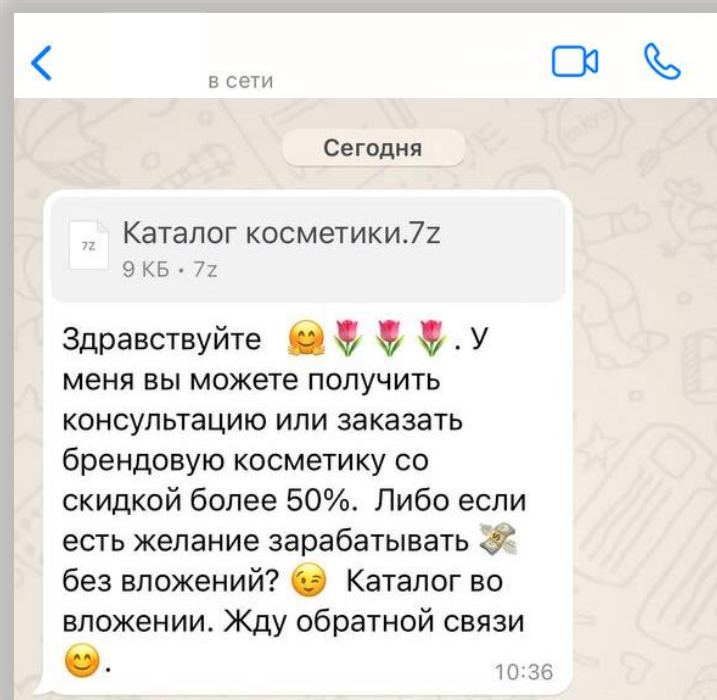 в сети
Сегодня
7Z
Каталог косметики.7z
9 КБ • 7z
Здравствуйте 🤗🌷🌷🌷. У
меня вы можете получить
консультацию или заказать
брендовую косметику со
скидкой более 50%. Либо если
есть желание зарабатывать 💸
без вложений? 😉 Каталог во
вложении. Жду обратной связи
😊.
10:36